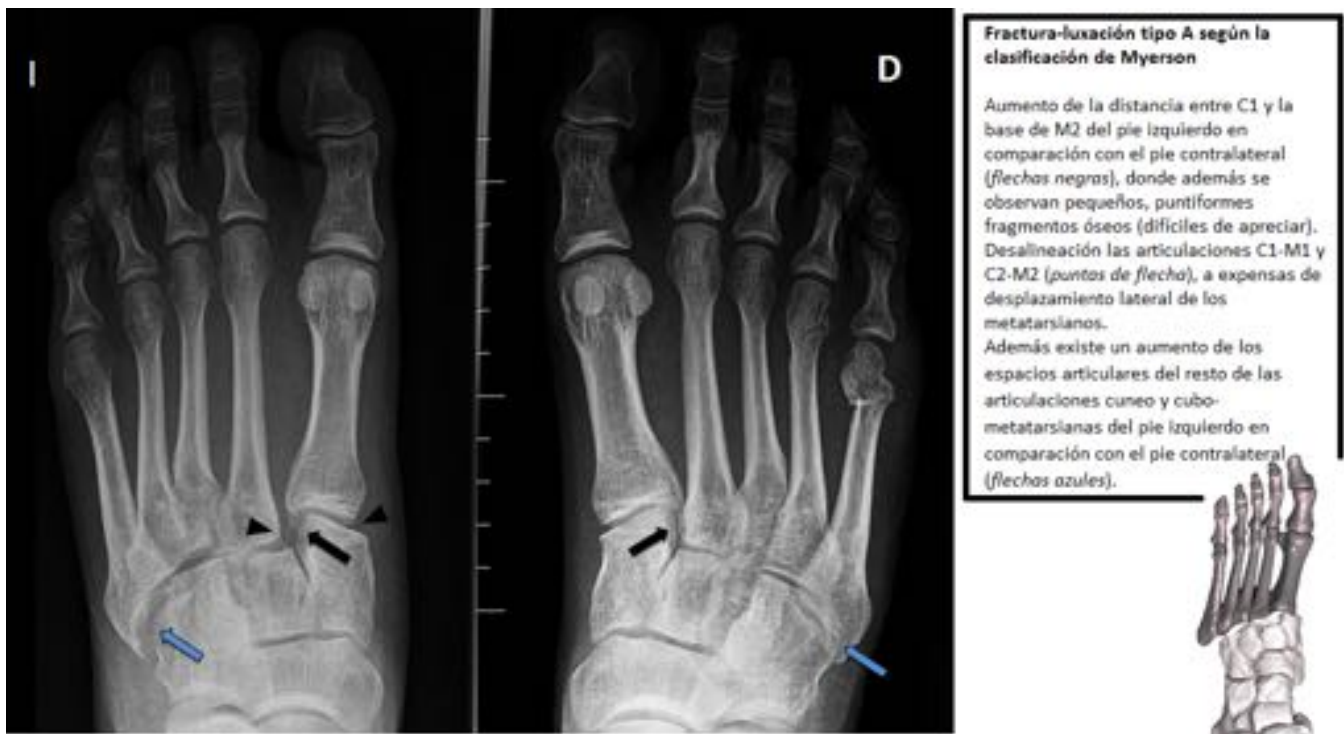 I
D
Fractura-luxación tipo A según la
clasificación de Myerson
Aumento de la distancia entre C1 y la
base de M2 del pie izquierdo en
comparación con el pie contralateral
(flechas negras), donde además se
observan pequeños, puntiformes
fragmentos óseos (difíciles de apreciar).
Desalineación las articulaciones C1-M1 y
C2-M2 (puntas de flecha), a expensas de
desplazamiento lateral de los
metatarsianos.
Además existe un aumento de los
espacios articulares del resto de las
articulaciones cuneo y cubo-
metatarsianas del pie izquierdo en
comparación con el pie contralateral
(flechas azules).